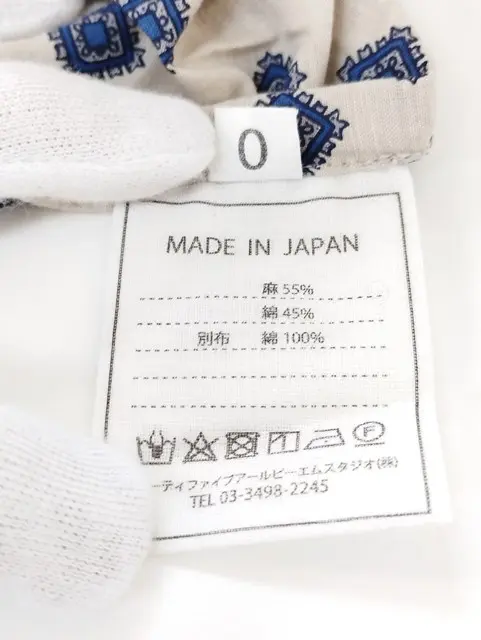 0
MADE IN JAPAN
麻 55%
綿 45%
別布 綿 100%
ーティファイブアールピーエムスタジオ(株)
TEL 03-3498-2245